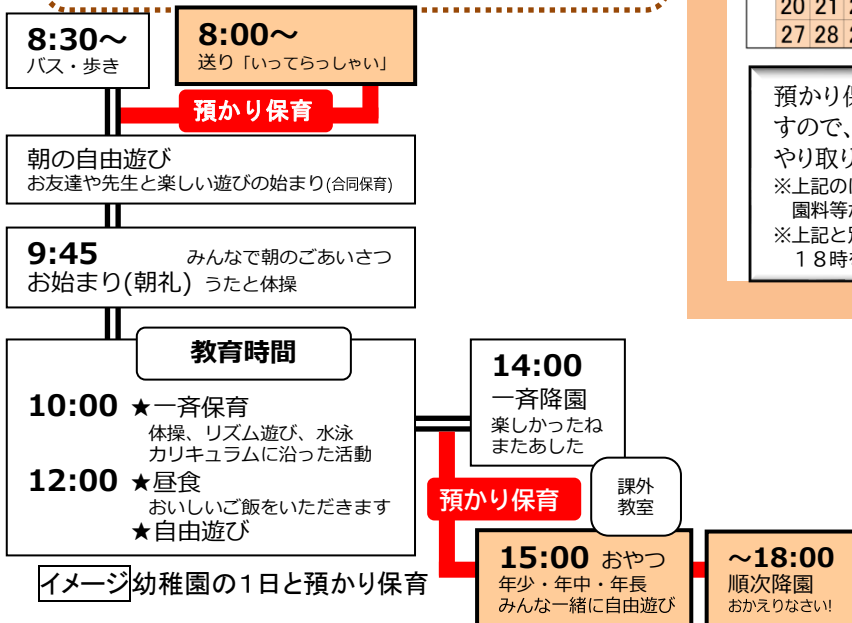 8:30～
バス・歩き
8:00～
送り「いってらっしゃい」
預かり保育
朝の自由遊び
お友達や先生と楽しい遊びの始まり(合同保育)
9:45 みんなで朝のごあいさつ
お始まり(朝礼) うたと体操
教育時間
10:00 ★一斉保育
体操、リズム遊び、水泳
カリキュラムに沿った活動
12:00 ★昼食
おいしいご飯をいただきます
★自由遊び
14:00
一斉降園
楽しかったね
またあした
預かり保育
課外
教室
15:00 おやつ
年少・年中・年長
みんな一緒に自由遊び
～18:00
順次降園
おかえりなさい!
イメージ幼稚園の1日と預かり保育
20 21
27 28
預かり
すので、
やり取り
※上記の
園料等
※上記と
18時